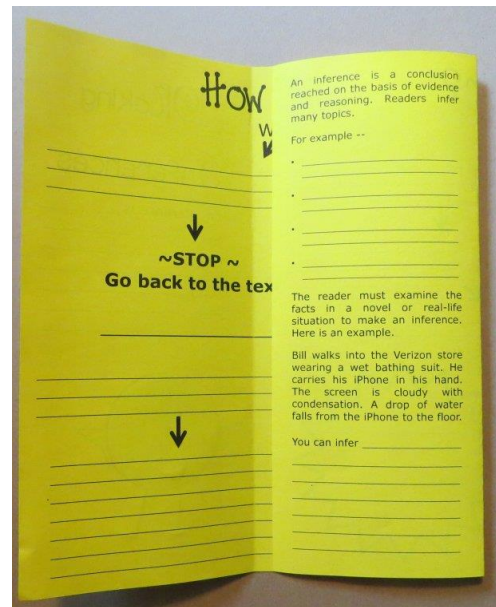 HOW
W
~STOP ~
Go back to the tex
An inference is a conclusion
reached on the basis of evidence
and reasoning. Readers infer
many topics.
For example --
The reader must examine the
facts in a novel or real-life
situation to make an inference.
Here is an example.
Bill walks into the Verizon store
wearing a wet bathing suit. He
carries his iPhone in his hand.
The screen is cloudy with
condensation. A drop of water
falls from the iPhone to the floor.
You can infer